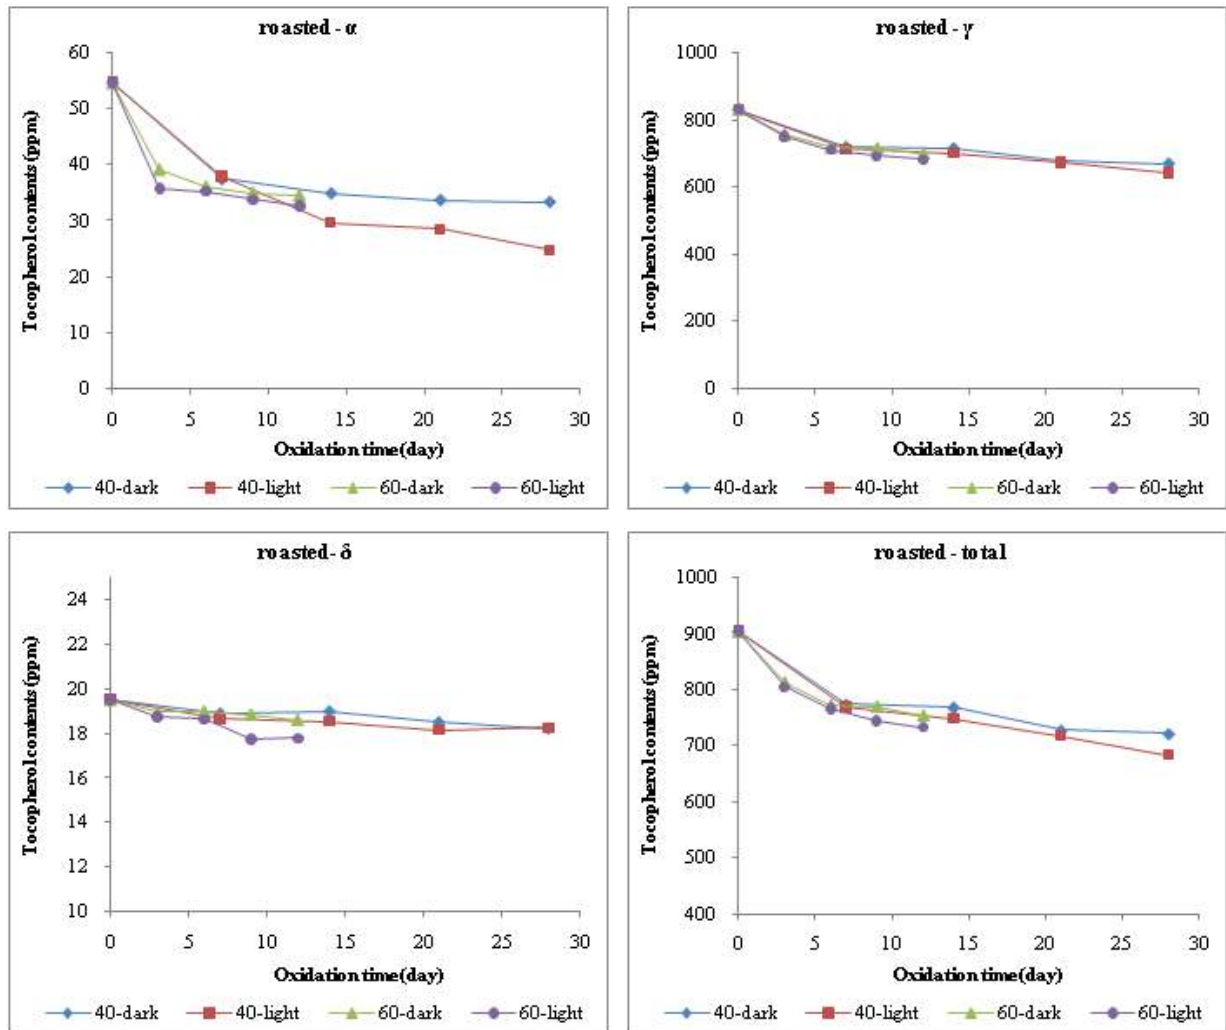 roasted - α
60
50
40
30
20
10
0
Tocopherol contents (ppm)
0 5 10 15 20 25 30
Oxidation time(day)
40-dark 40-light 60-dark 60-light
roasted - γ
1000
800
600
400
200
0
Tocopherol contents (ppm)
0 5 10 15 20 25 30
Oxidation time(day)
40-dark 40-light 60-dark 60-light
roasted- δ
24
22
20
18
16
14
12
10
Tocopherol contents (ppm)
0 5 10 15 20 25 30
Oxidation time(day)
40-dark 40-light 60-dark 60-light
roasted - total
1000
900
800
700
600
500
400
Tocopherol contents (ppm)
0 5 10 15 20 25 30
Oxidation time(day)
40-dark 40-light 60-dark 60-light